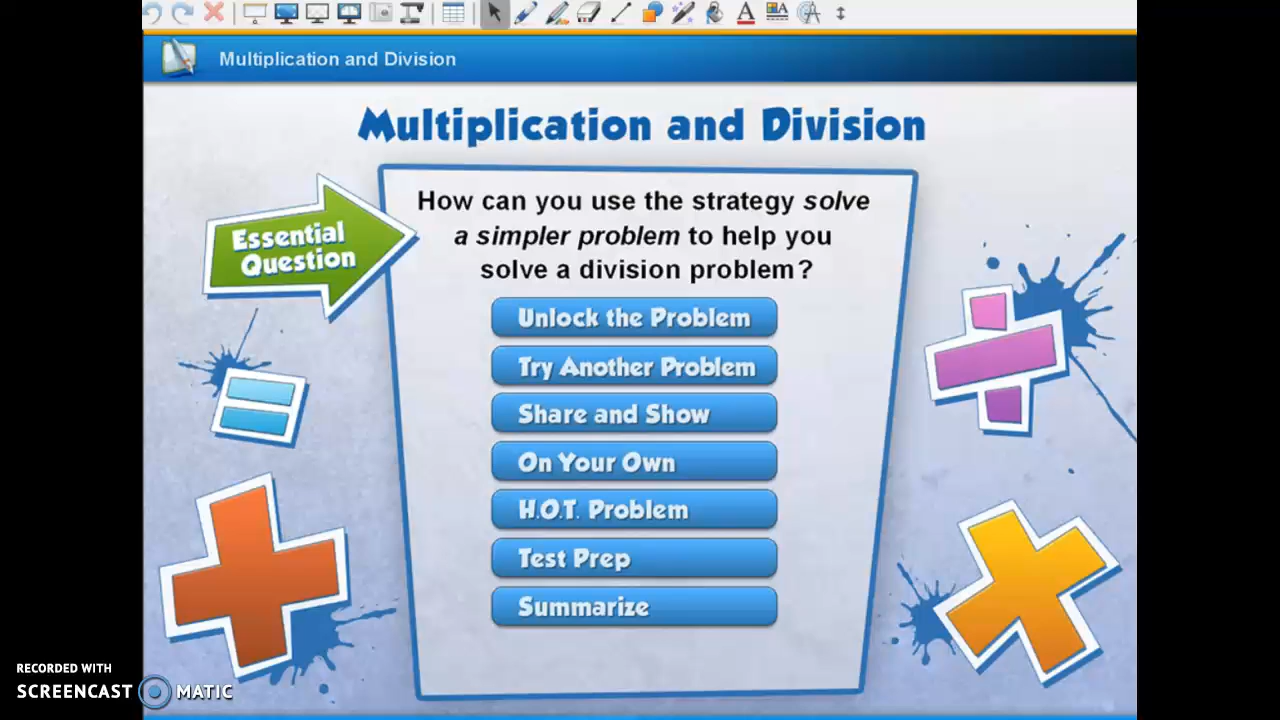 Multiplication and Division
Multiplication and Division
Essential
Question
How can you use the strategy solve
a simpler problem to help you
solve a division problem?
Unlock the Problem
Try Another Problem
Share and Show
On Your Own
H.O.T. Problem
Test Prep
Summarize
RECORDED WITH
SCREENCAST MATIC